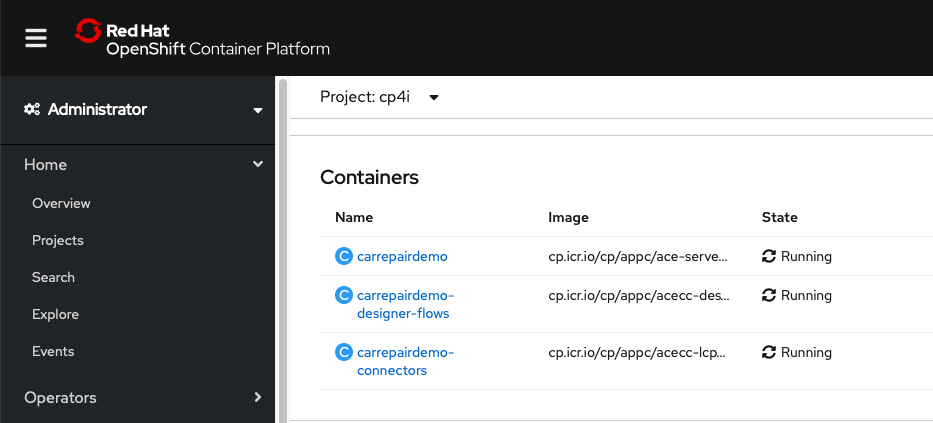 Red Hat
OpenShift Container Platform
Administrator
Home
Overview
Projects
Search
Explore
Events
Operators
Project: cp4i
Containers
Name Image State
C carrepairdemo cp.icr.io/cp/appc/ace-serve... Running
C carrepairdemo- cp.icr.io/cp/appc/acecc-des... Running
designer-flows
C carrepairdemo- cp.icr.io/cp/appc/acecc-lcp... Running
connectors